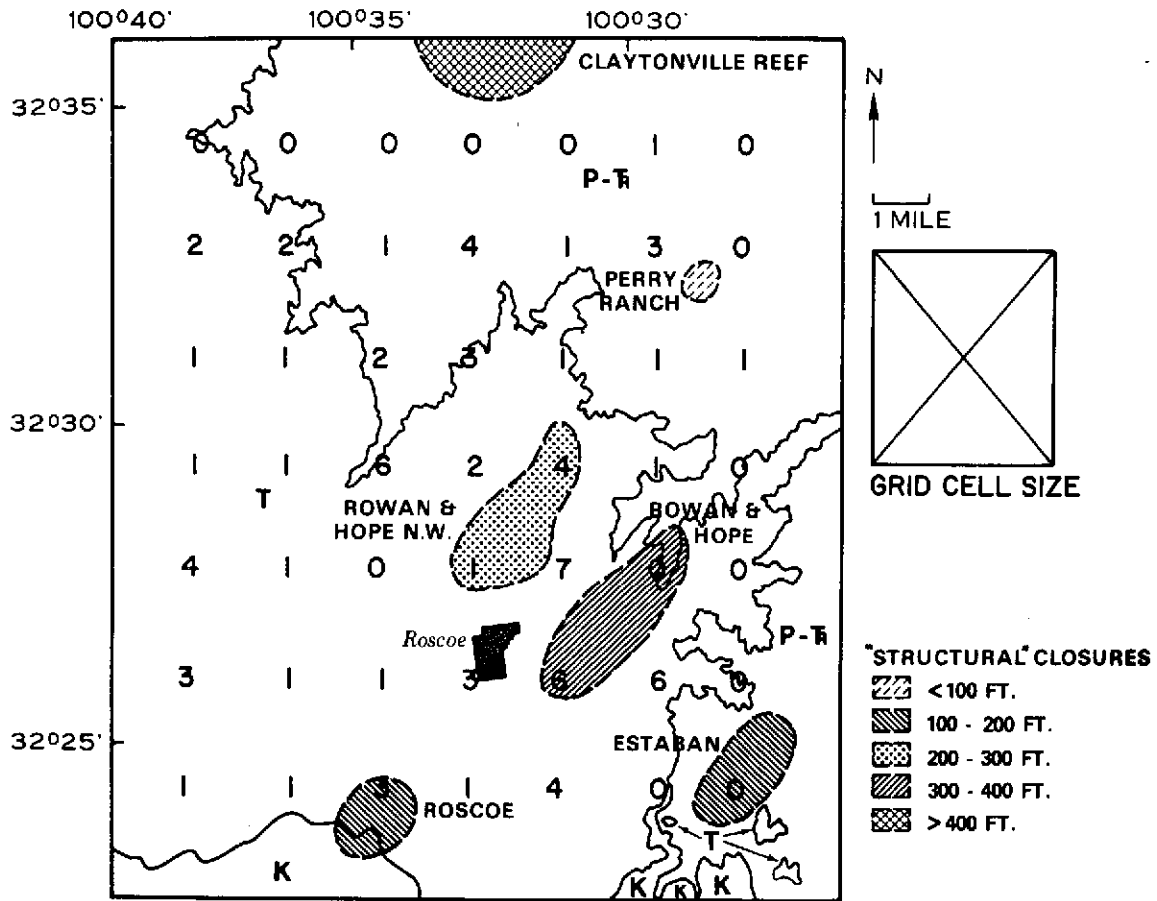 100°40' 100°35' 100°30'
CLAYTONVILLE REEF
N
32°35'
0 0 0 0 0 1 0
P-TR
1 MILE
2 2 1 4 1 3 0
PERRY
RANCH
1 1 2 3 1 1 1
32°30'
1 1 6 2 4 1 0
GRID CELL SIZE
T
ROWAN &
HOPE N.W.
ROWAN &
HOPE
4 1 0 1 7 0
Roscoe
P-TR
"STRUCTURAL" CLOSURES
3 1 1 3 6 6 0
<100 FT.
100 - 200 FT.
32°25'
ESTABAN
200 - 300 FT.
1 1 3 1 4 0 0
300 - 400 FT.
ROSCOE
>400 FT.
T
K
K K K